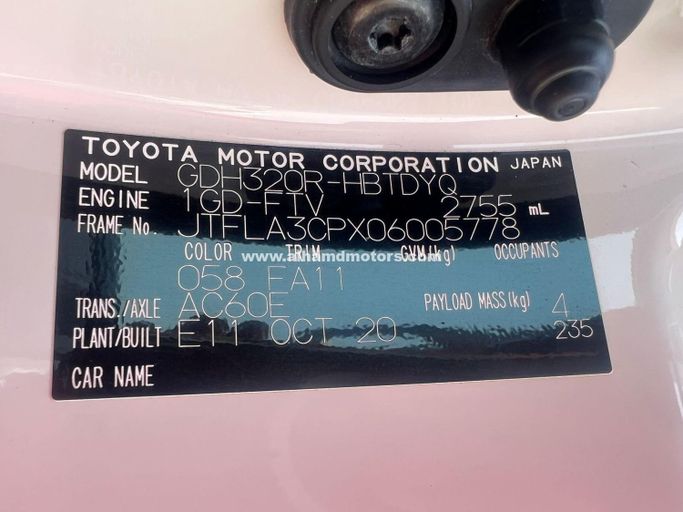 TOYOTA MOTOR CORPORATION JAPAN
MODEL GDH320R-HBTDYQ
ENGINE 1GD-FTV 2755 mL
FRAME No. JTFLA3CPX06005778
COLOR TRIM GVM(kg) OCCUPANTS
www.alhamdmotors.com
058 EA11
TRANS./AXLE AC60E PAYLOAD MASS(kg) 4
PLANT/BUILT E11 OCT 20 235
CAR NAME